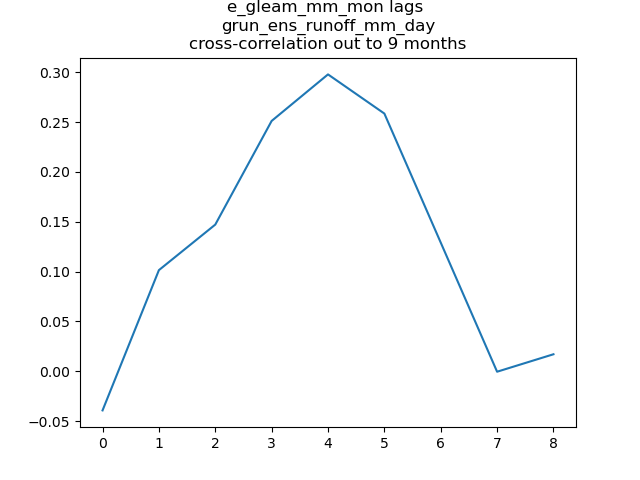 e_gleam_mm_mon lags
grun_ens_runoff_mm_day
cross-correlation out to 9 months
0.30
0.25
0.20
0.15
0.10
0.05
0.00
−0.05
0 1 2 3 4 5 6 7 8